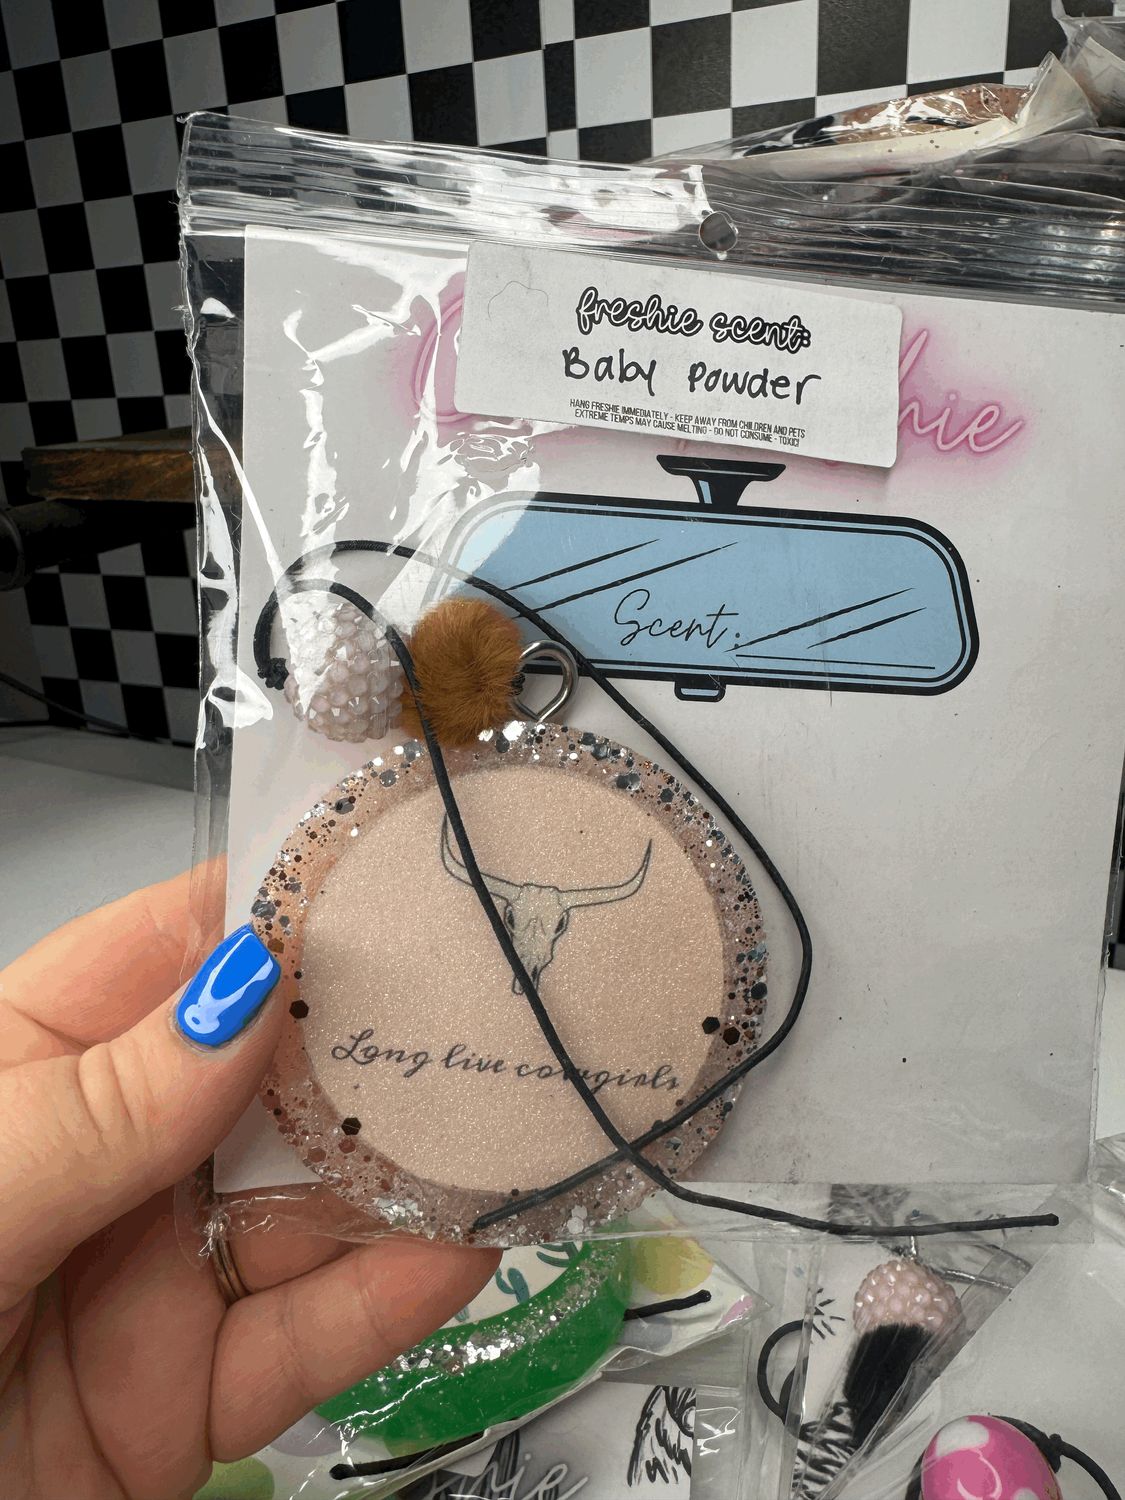 freshie scent:
Baby Powder
HANG FRESHIE IMMEDIATELY - KEEP AWAY FROM CHILDREN AND PETS
EXTREME TEMPS MAY CAUSE MELTING - DO NOT CONSUME - TOXIC!
Scent:
Long live cowgirls